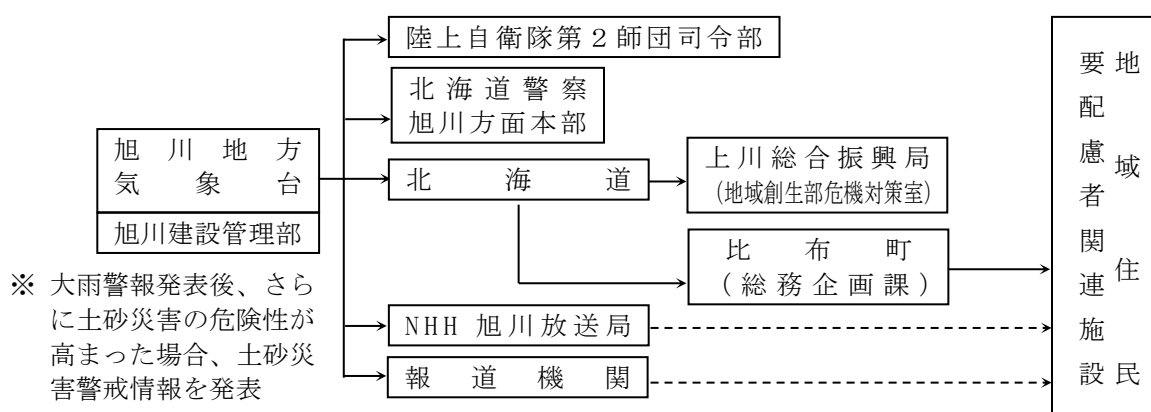 陸上自衛隊第２師団司令部
北海道警察
旭川方面本部
旭川地方
気象台
旭川建設管理部
北海道
上川総合振興局
(地域創生部危機対策室)
比布町
(総務企画課)
NHH 旭川放送局
報道機関
地域住民
要配慮者関連施設
※ 大雨警報発表後、さら
に土砂災害の危険性が
高まった場合、土砂災
害警戒情報を発表